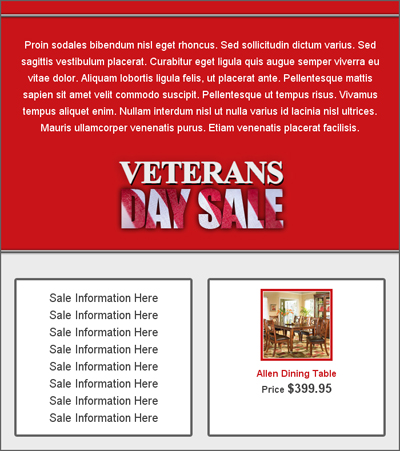 Proin sodales bibendum nisl eget rhoncus. Sed sollicitudin dictum varius. Sed
sagittis vestibulum placerat. Curabitur eget ligula quis augue semper viverra eu
vitae dolor. Aliquam lobortis ligula felis, ut placerat ante. Pellentesque mattis
sapien sit amet velit commodo suscipit. Pellentesque ut tempus risus. Vivamus
tempus aliquet enim. Nullam interdum nisl ut nulla varius id lacinia nisl ultrices.
Mauris ullamcorper venenatis purus. Etiam venenatis placerat facilisis.
VETERANS
DAY SALE
Sale Information Here
Sale Information Here
Sale Information Here
Sale Information Here
Sale Information Here
Sale Information Here
Sale Information Here
Sale Information Here
Allen Dining Table
Price $399.95